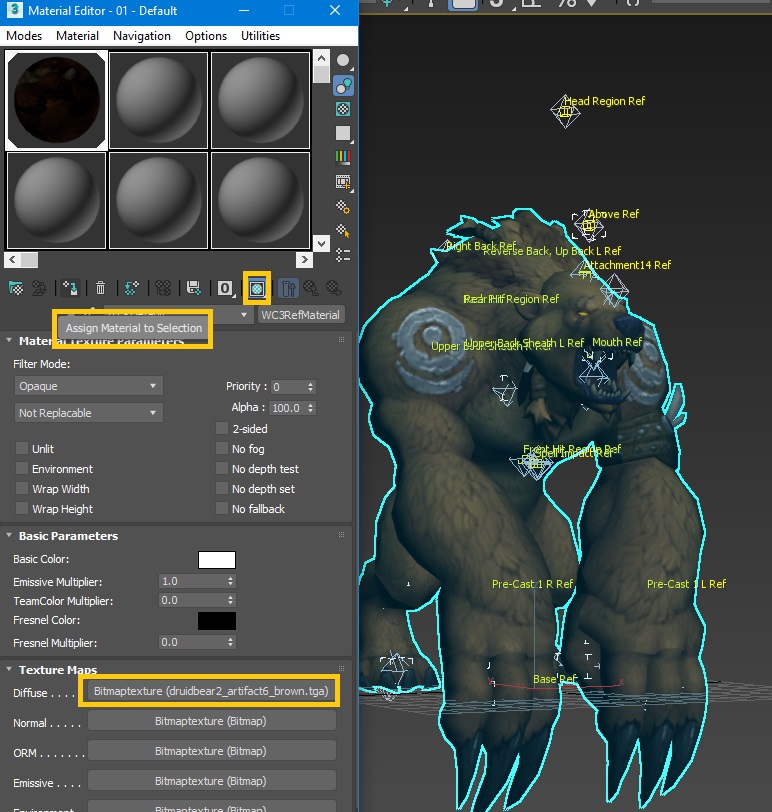 Material Editor - 01 - Default
Modes Material Navigation Options Utilities
0
WC3RefMaterial
Assign Material to Selection
Material Texture Parameters
Filter Mode:
Opaque
Priority : 0
Not Replacable
Alpha : 100.0
2-sided
Unlit No fog
Environment No depth test
Wrap Width No depth set
Wrap Height No fallback
Basic Parameters
Basic Color:
Emissive Multiplier: 1.0
TeamColor Multiplier: 0.0
Fresnel Color:
Fresnel Multiplier: 0.0
Texture Maps
Diffuse . . . . Bitmaptexture (druidbear2_artifact6_brown.tga)
Normal . . . . . Bitmaptexture (Bitmap)
ORM . . . . . . . Bitmaptexture (Bitmap)
Emissive . . . . Bitmaptexture (Bitmap)
Head Region Ref
Above Ref
Right Back Ref
Reverse Back, Up Back L Ref
Attachment14 Ref
Rear Hit Region Ref
Upper Back Sheath L Ref
Mouth Ref
Front Hit Region Ref
Spell Impact Ref
Pre-Cast 1 R Ref
Pre-Cast 1 L Ref
Base Ref
x